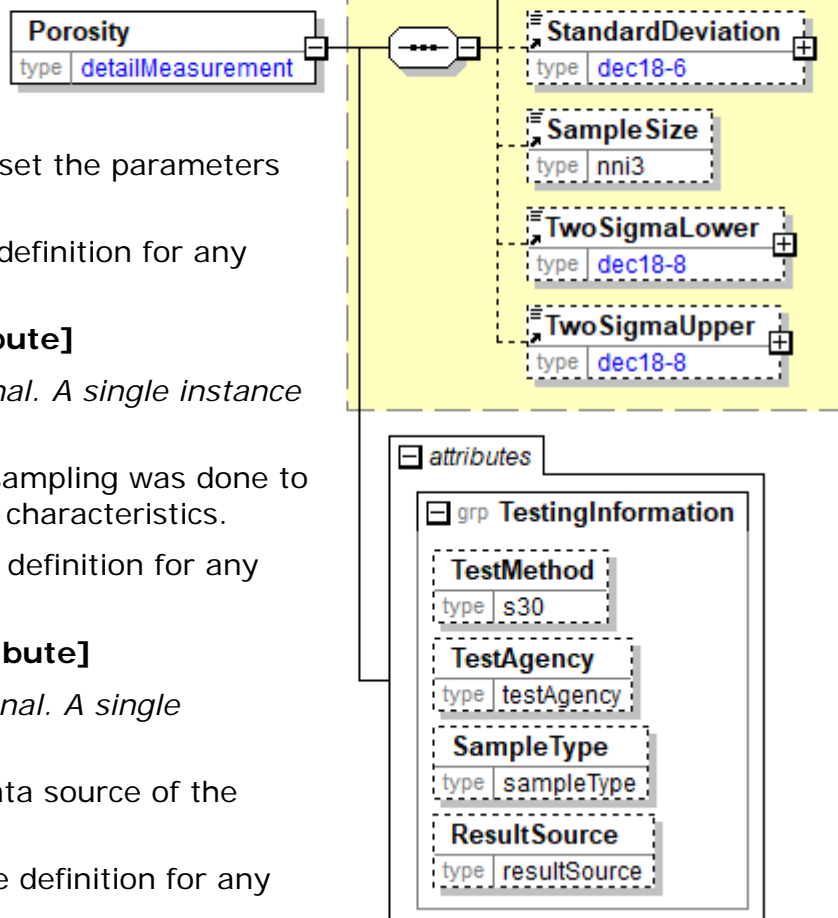 Porosity
type detailMeasurement
set the parameters
definition for any
bute]
nal. A single instance
sampling was done to
characteristics.
definition for any
bute]
nal. A single
ata source of the
e definition for any
StandardDeviation
type dec18-6
SampleSize
type nni3
TwoSigmaLower
type dec18-8
TwoSigmaUpper
type dec18-8
attributes
grp TestingInformation
TestMethod
type s30
TestAgency
type testAgency
SampleType
type sampleType
ResultSource
type resultSource